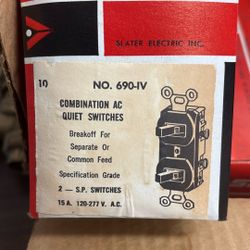 SLATER ELECTRIC INC.
10
NO. 690-IV
COMBINATION AC
QUIET SWITCHES
Breakoff For
Separate Or
Common Feed
Specification Grade
2 — S.P. SWITCHES
15 A. 120-277 V. A.C.